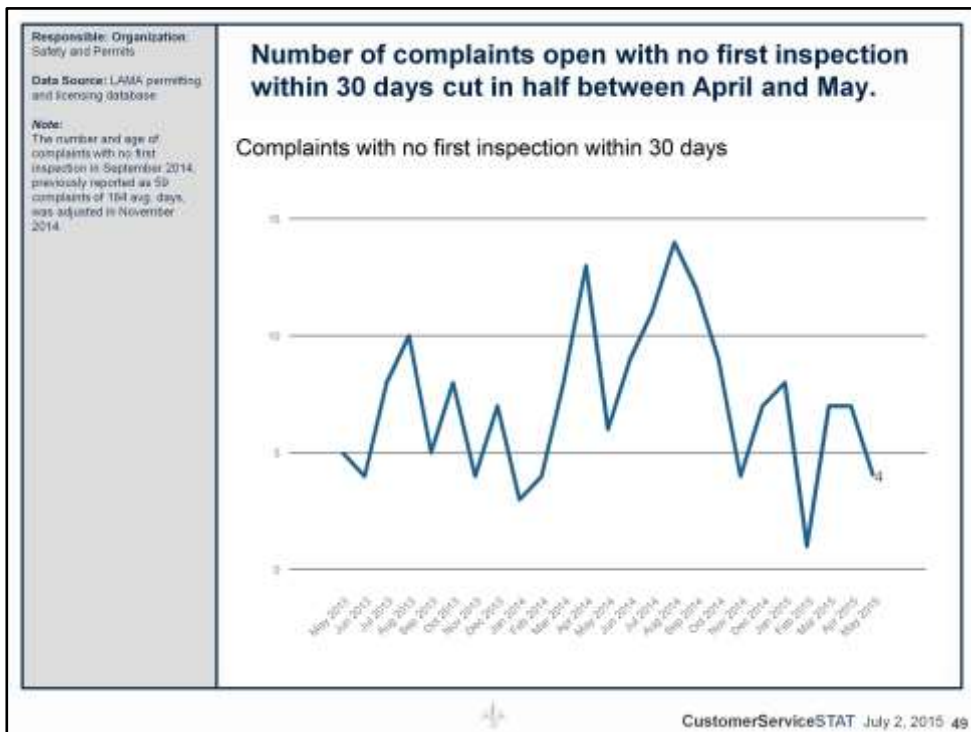 Responsible: Organization:
Safety and Permits
Data Source: LAMA permitting
and licensing database
Note:
The number and age of
complaints with no first
inspection in September 2014,
previously reported as 59
complaints of 184 avg. days,
was adjusted in November
2014.
Number of complaints open with no first inspection
within 30 days cut in half between April and May.
Complaints with no first inspection within 30 days
15
10
5
0
4
May 2013
Jun 2013
Jul 2013
Aug 2013
Sep 2013
Oct 2013
Nov 2013
Dec 2013
Jan 2014
Feb 2014
Mar 2014
Apr 2014
May 2014
Jun 2014
Jul 2014
Aug 2014
Sep 2014
Oct 2014
Nov 2014
Dec 2014
Jan 2015
Feb 2015
Mar 2015
Apr 2015
May 2015
CustomerServiceSTAT July 2, 2015 49